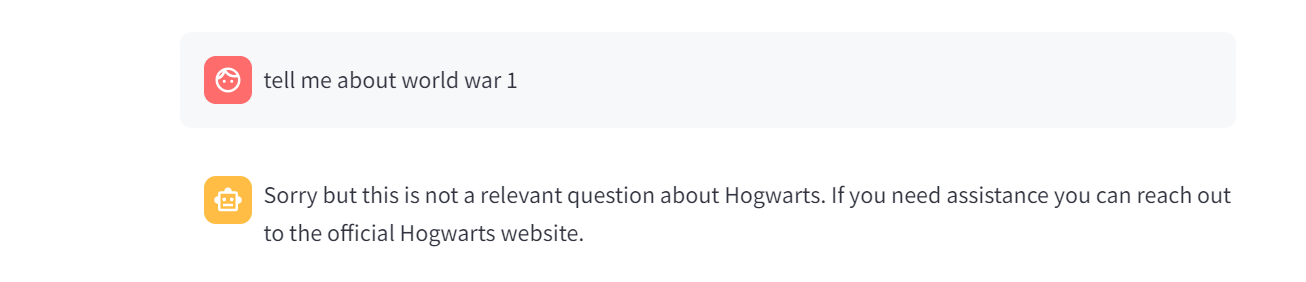 tell me about world war 1
Sorry but this is not a relevant question about Hogwarts. If you need assistance you can reach out
to the official Hogwarts website.